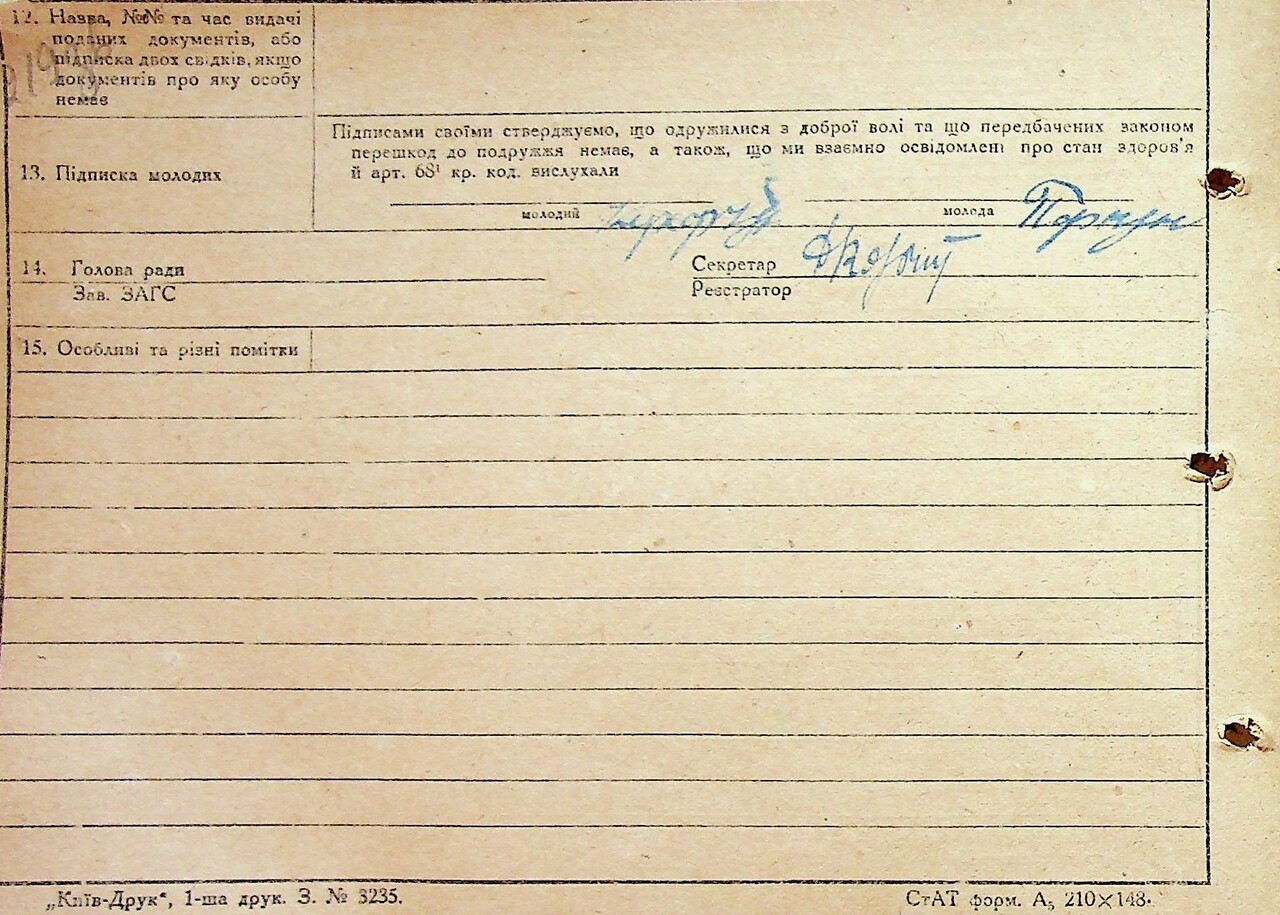 12. Назва, №№ та час видачі
поданих документів, або
підписка двох свідків, якщо
документів про яку особу
немає
Підписами своїми стверджуємо, що одружилися з доброї волі та що передбачених законом
перешкод до подружжя немає, а також, що ми взаємно освідомлені про стан здоров'я
й арт. 68¹ кр. код. вислухали
13. Підписка молодих
молодий
молода
14. Голова ради
Зав. ЗАГС
Секретар
Реєстратор
15. Особливі та різні помітки
„Київ-Друк“, 1-ша друк. З. № 3235.
СтАТ форм. А₅ 210×148.